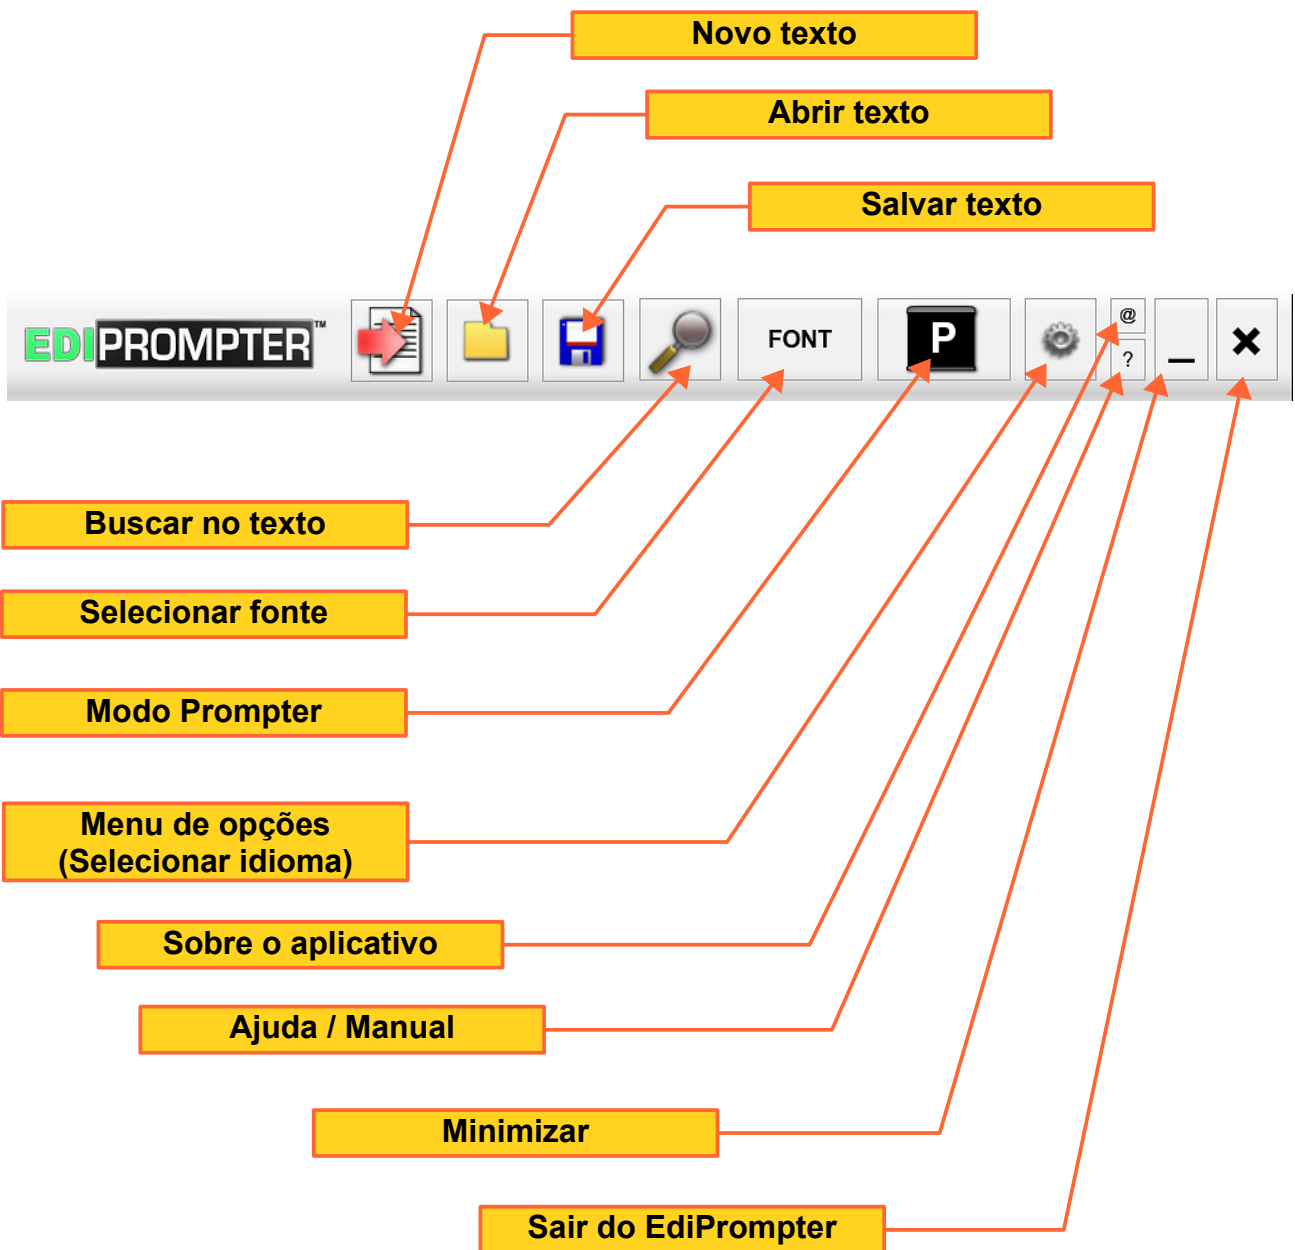 Novo texto
Abrir texto
Salvar texto
EDIPROMPTER™
FONT
P
@
?
Buscar no texto
Selecionar fonte
Modo Prompter
Menu de opções
(Selecionar idioma)
Sobre o aplicativo
Ajuda / Manual
Minimizar
Sair do EdiPrompter